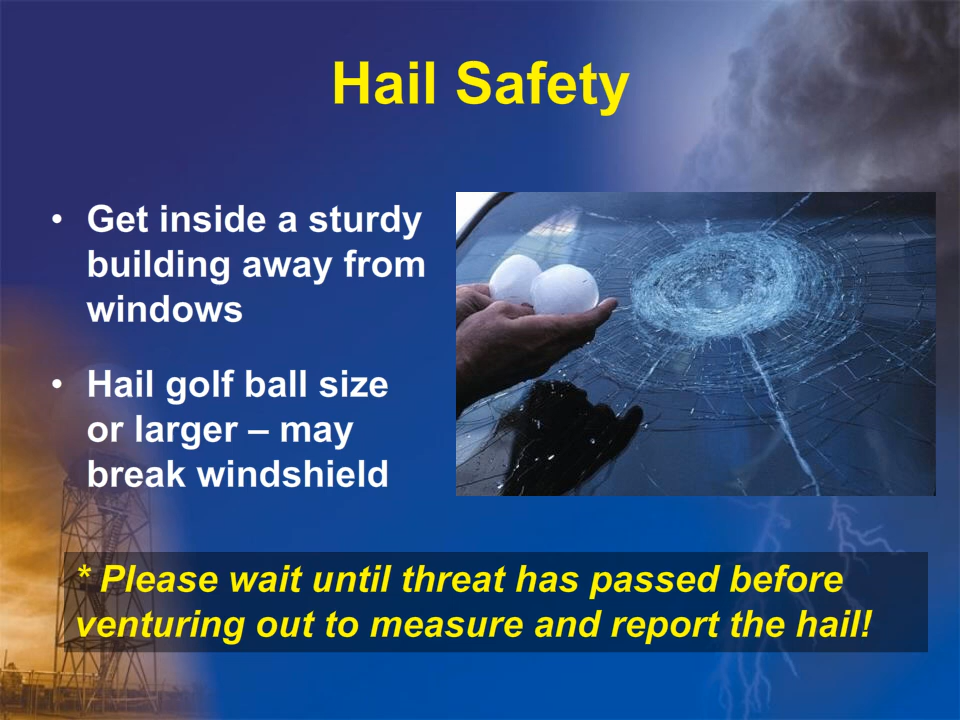 Hail Safety
• Get inside a sturdy
building away from
windows
• Hail golf ball size
or larger – may
break windshield
* Please wait until threat has passed before
venturing out to measure and report the hail!